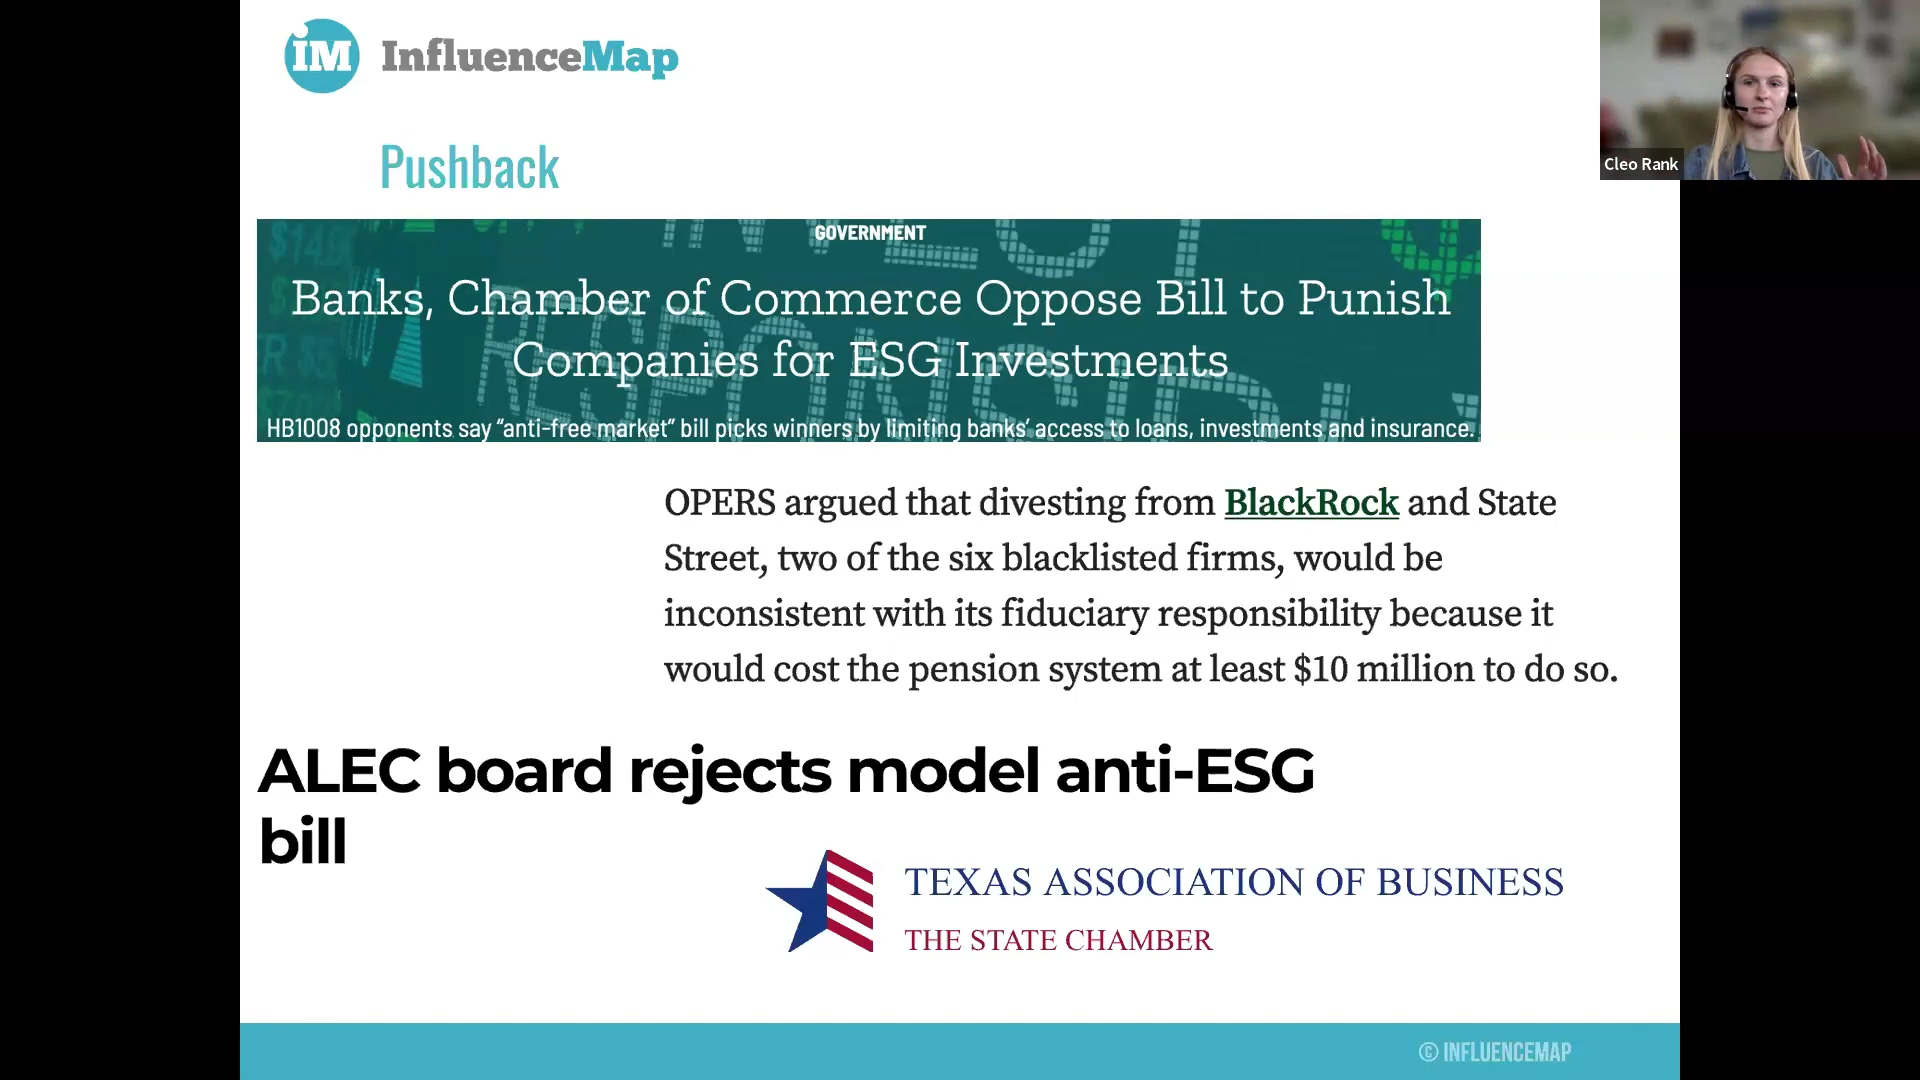 iM InfluenceMap
Cleo Rank
Pushback
GOVERNMENT
Banks, Chamber of Commerce Oppose Bill to Punish
Companies for ESG Investments
HB1008 opponents say “anti-free market” bill picks winners by limiting banks’ access to loans, investments and insurance.
OPERS argued that divesting from BlackRock and State
Street, two of the six blacklisted firms, would be
inconsistent with its fiduciary responsibility because it
would cost the pension system at least $10 million to do so.
ALEC board rejects model anti-ESG
bill
TEXAS ASSOCIATION OF BUSINESS
THE STATE CHAMBER
© INFLUENCEMAP